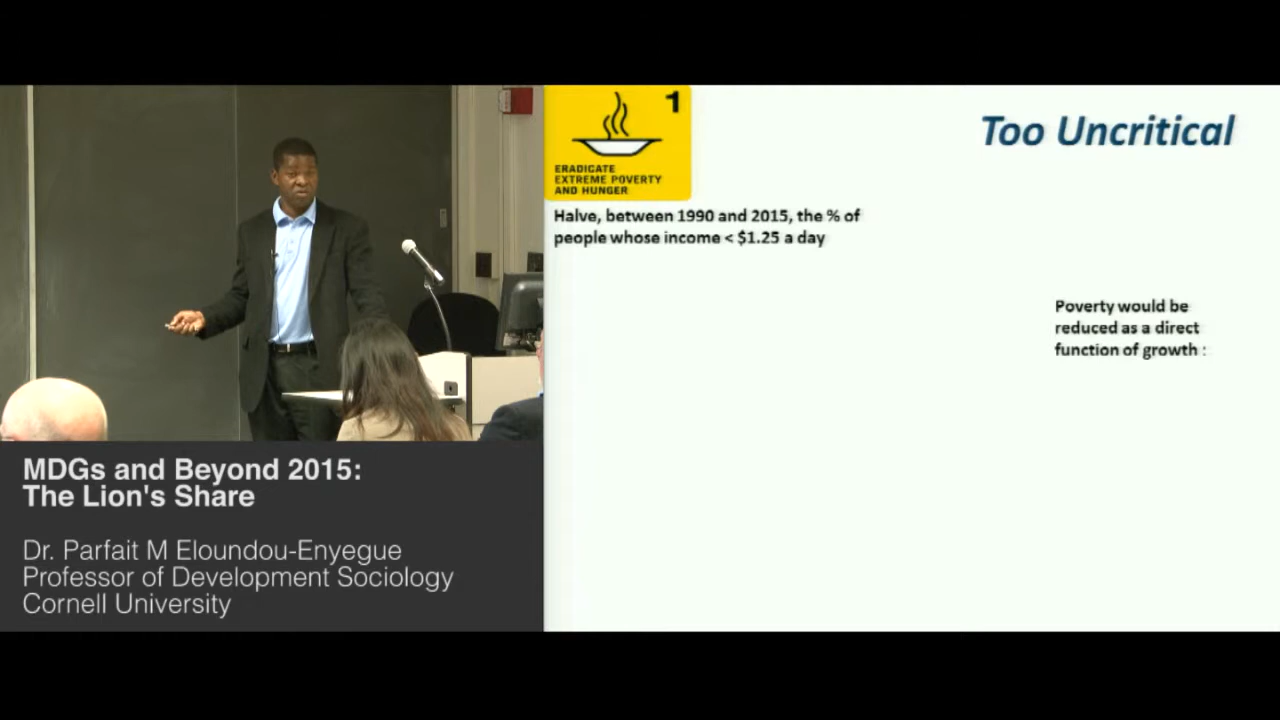 1
ERADICATE
EXTREME POVERTY
AND HUNGER
Too Uncritical
Halve, between 1990 and 2015, the % of
people whose income < $1.25 a day
Poverty would be
reduced as a direct
function of growth :
MDGs and Beyond 2015:
The Lion's Share
Dr. Parfait M Eloundou-Enyegue
Professor of Development Sociology
Cornell University